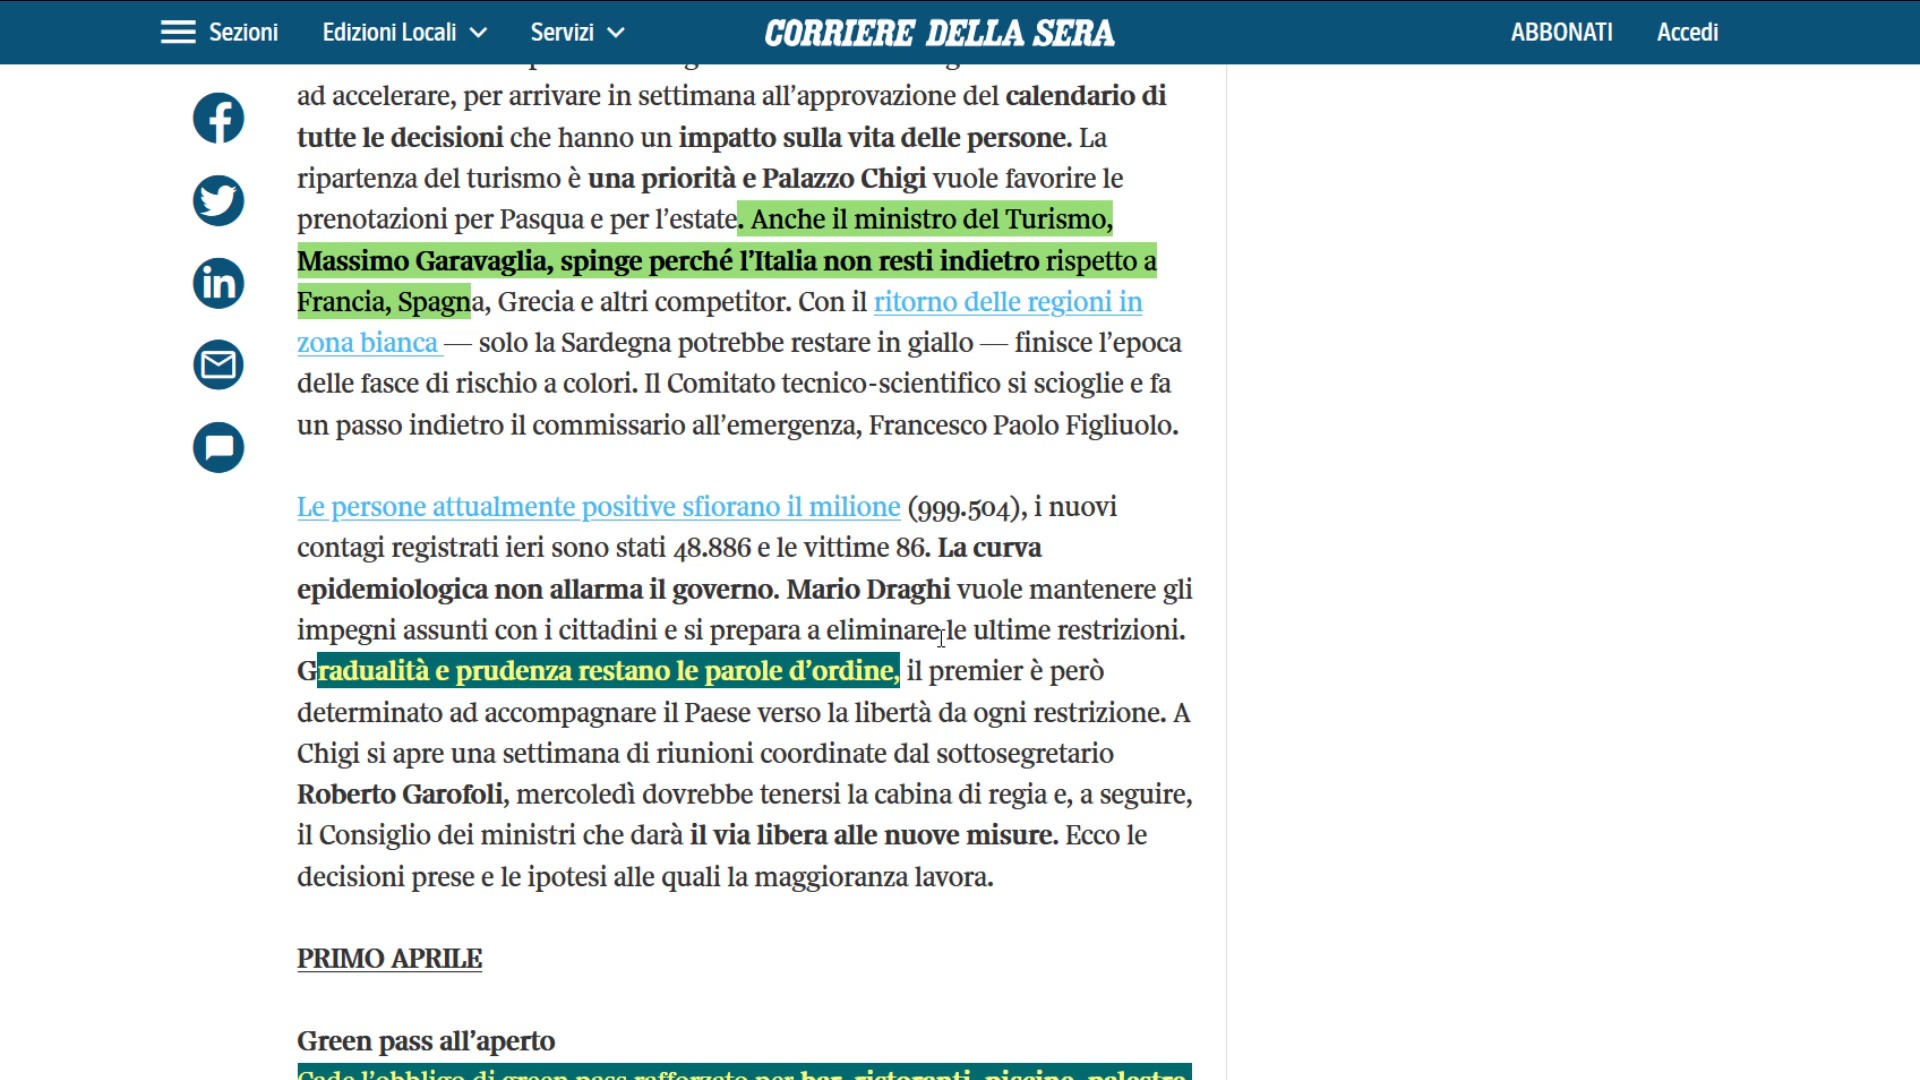 Sezioni Edizioni Locali Servizi CORRIERE DELLA SERA ABBONATI Accedi
ad accelerare, per arrivare in settimana all’approvazione del calendario di
tutte le decisioni che hanno un impatto sulla vita delle persone. La
ripartenza del turismo è una priorità e Palazzo Chigi vuole favorire le
prenotazioni per Pasqua e per l’estate. Anche il ministro del Turismo,
Massimo Garavaglia, spinge perché l’Italia non resti indietro rispetto a
Francia, Spagna, Grecia e altri competitor. Con il ritorno delle regioni in
zona bianca — solo la Sardegna potrebbe restare in giallo — finisce l’epoca
delle fasce di rischio a colori. Il Comitato tecnico-scientifico si scioglie e fa
un passo indietro il commissario all’emergenza, Francesco Paolo Figliuolo.
Le persone attualmente positive sfiorano il milione (999.504), i nuovi
contagi registrati ieri sono stati 48.886 e le vittime 86. La curva
epidemiologica non allarma il governo. Mario Draghi vuole mantenere gli
impegni assunti con i cittadini e si prepara a eliminare le ultime restrizioni.
Gradualità e prudenza restano le parole d’ordine, il premier è però
determinato ad accompagnare il Paese verso la libertà da ogni restrizione. A
Chigi si apre una settimana di riunioni coordinate dal sottosegretario
Roberto Garofoli, mercoledì dovrebbe tenersi la cabina di regia e, a seguire,
il Consiglio dei ministri che darà il via libera alle nuove misure. Ecco le
decisioni prese e le ipotesi alle quali la maggioranza lavora.
PRIMO APRILE
Green pass all’aperto
Cade l’obbligo di green pass rafforzato per bar, ristoranti, piscine, palestre